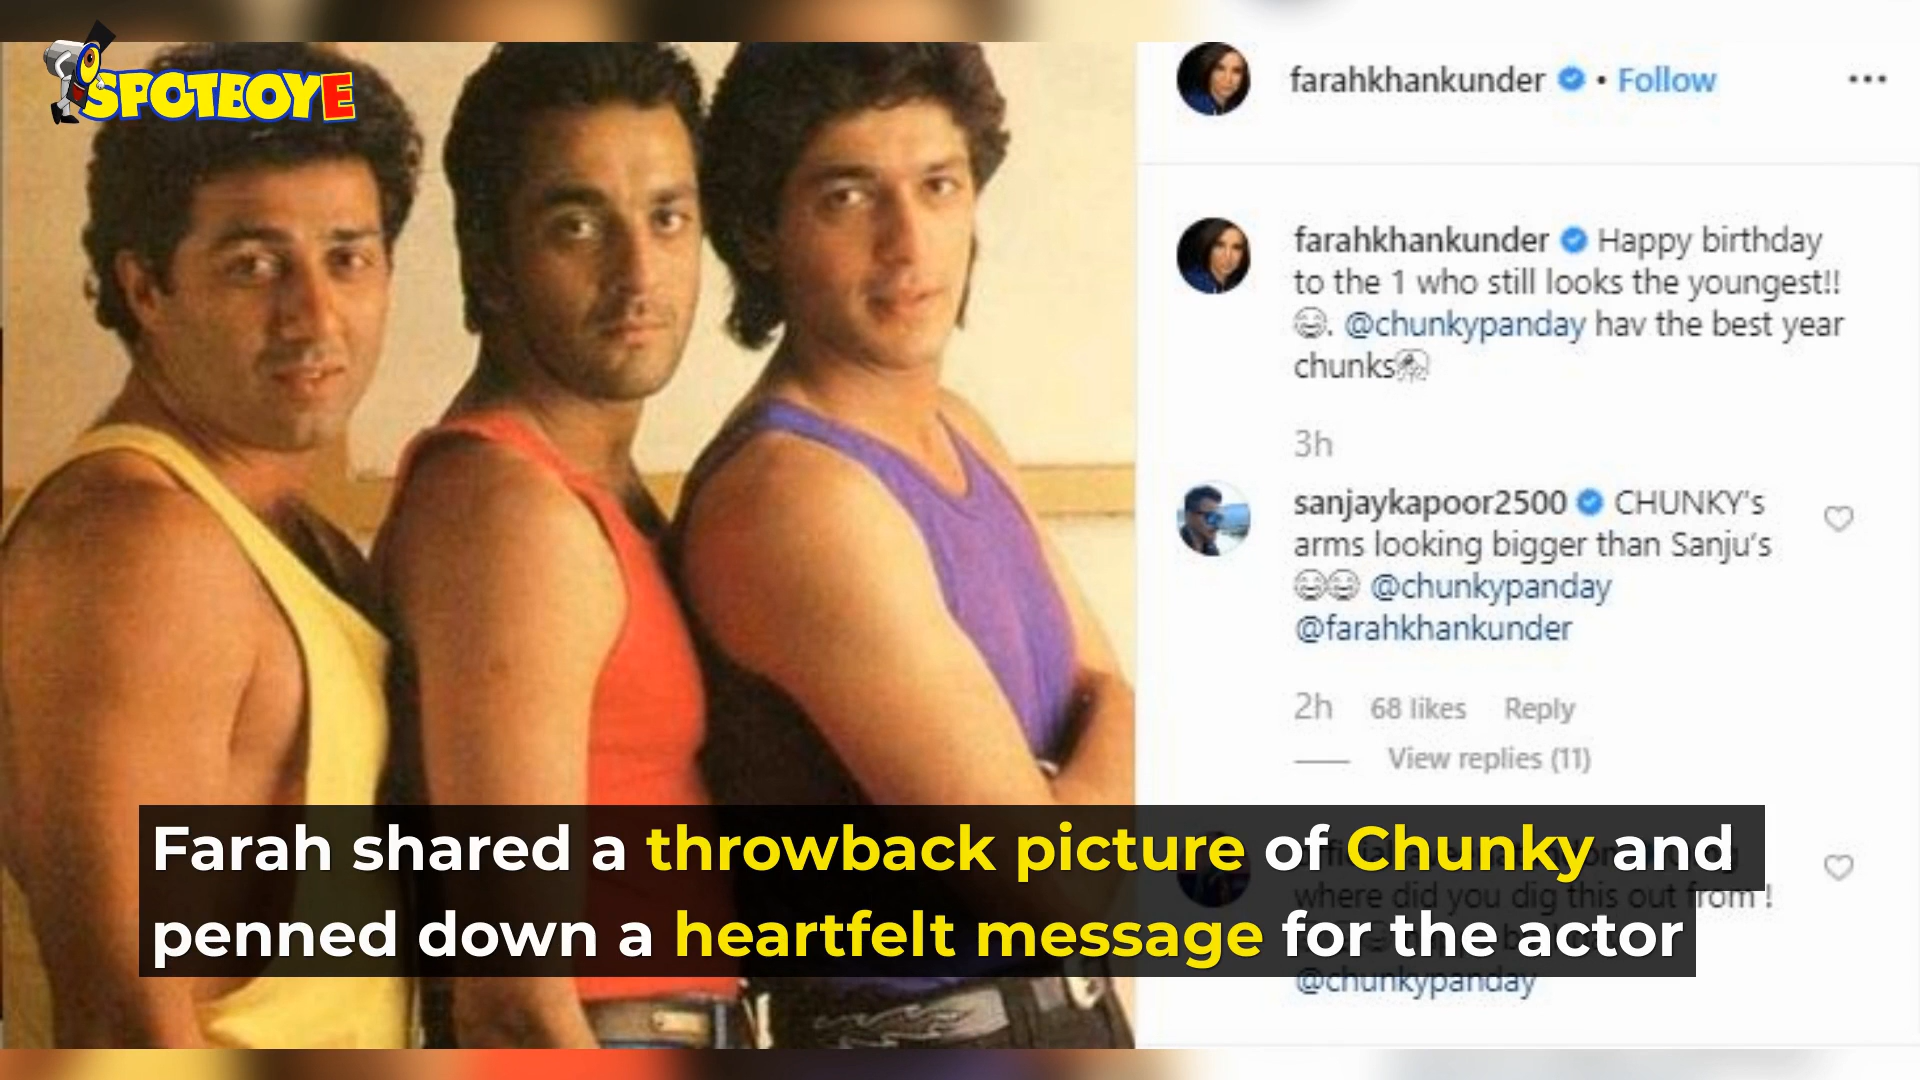 SPOTBOYE
farahkhankunder • Follow •••
farahkhankunder Happy birthday
to the 1 who still looks the youngest!!
😂. @chunkypanday hav the best year
chunks
3h
sanjaykapoor2500 CHUNKY's
arms looking bigger than Sanju's
😂😂 @chunkypanday
@farahkhankunder
2h 68 likes Reply
View replies (11)
where did you dig this out from !
@chunkypanday
Farah shared a throwback picture of Chunky and
penned down a heartfelt message for the actor